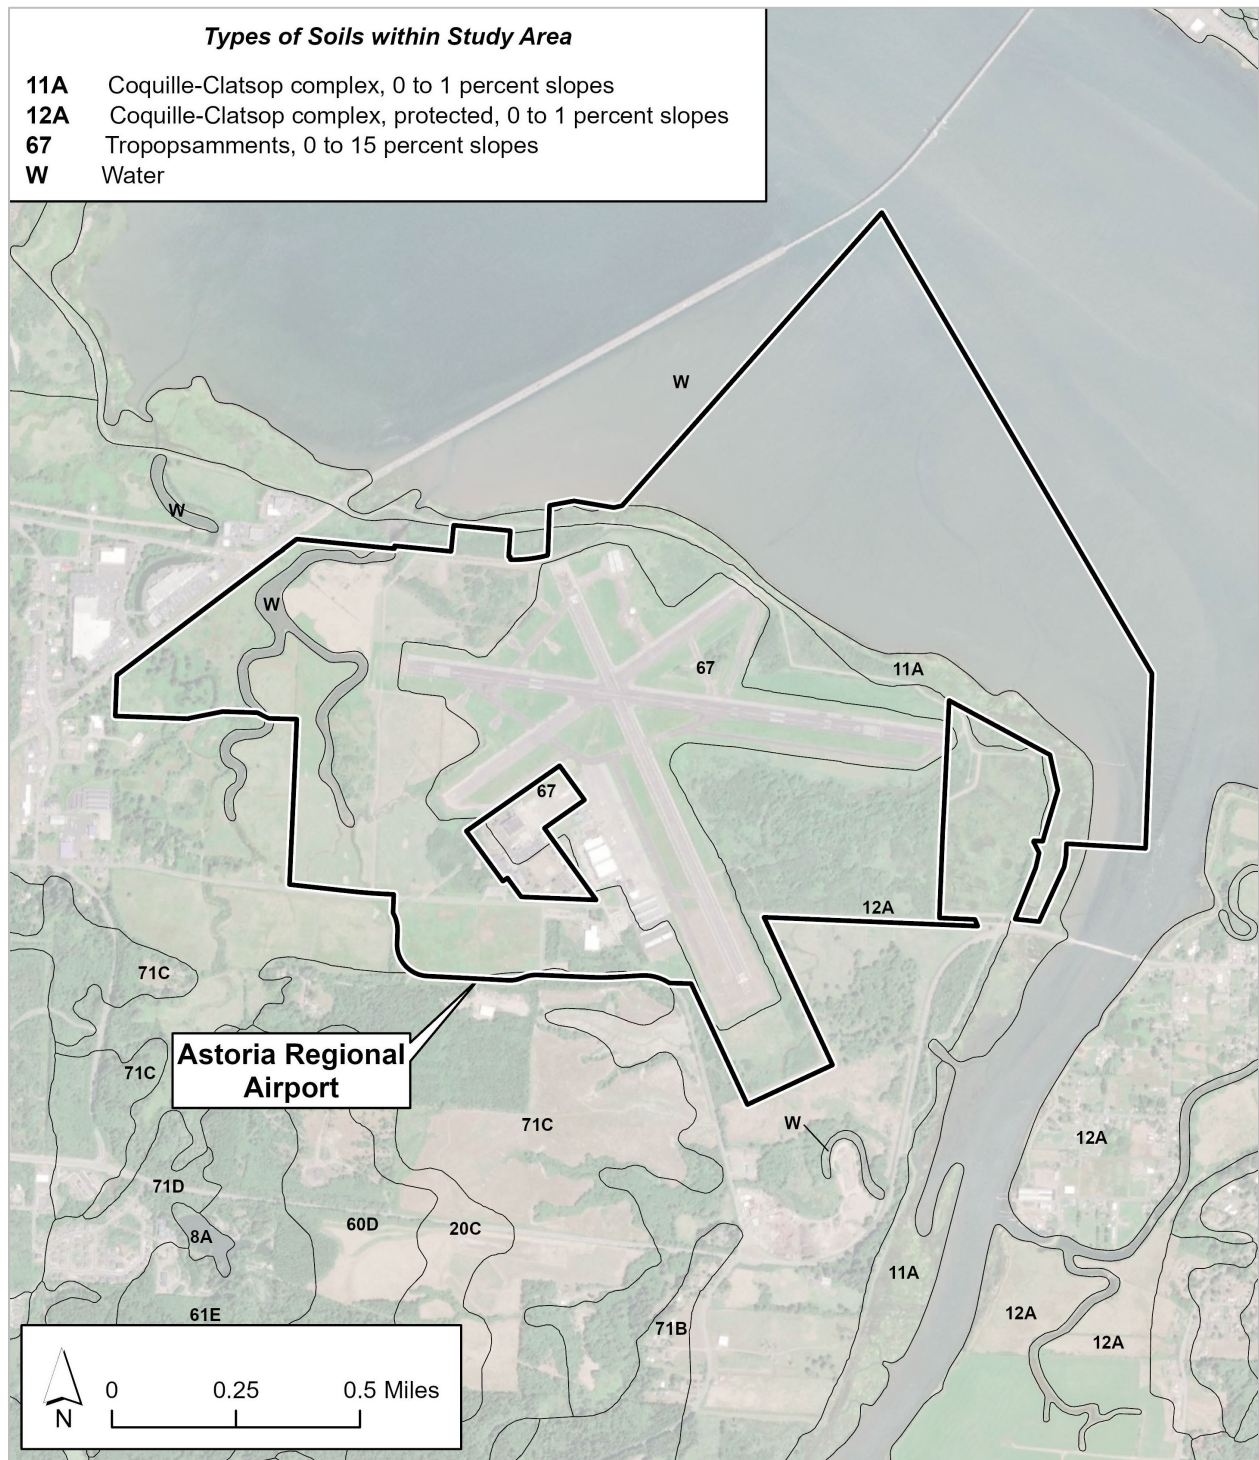 Types of Soils within Study Area
11A Coquille-Clatsop complex, 0 to 1 percent slopes
12A Coquille-Clatsop complex, protected, 0 to 1 percent slopes
67 Tropopsamments, 0 to 15 percent slopes
W Water
W
W
W
67
11A
67
12A
71C
Astoria Regional
Airport
71C
71C
W
12A
71D
60D
20C
8A
11A
61E
71B
12A
12A
N
0 0.25 0.5 Miles